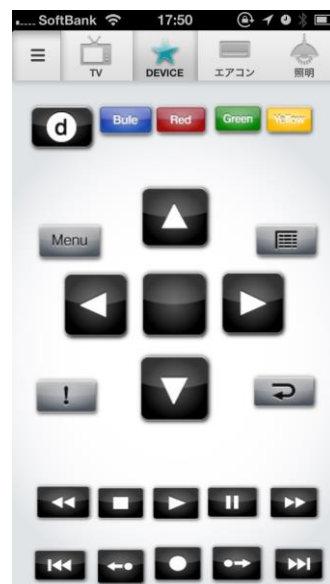 SoftBank 17:50
TV DEVICE エアコン 照明
d Bule Red Green Yellow
Menu
!